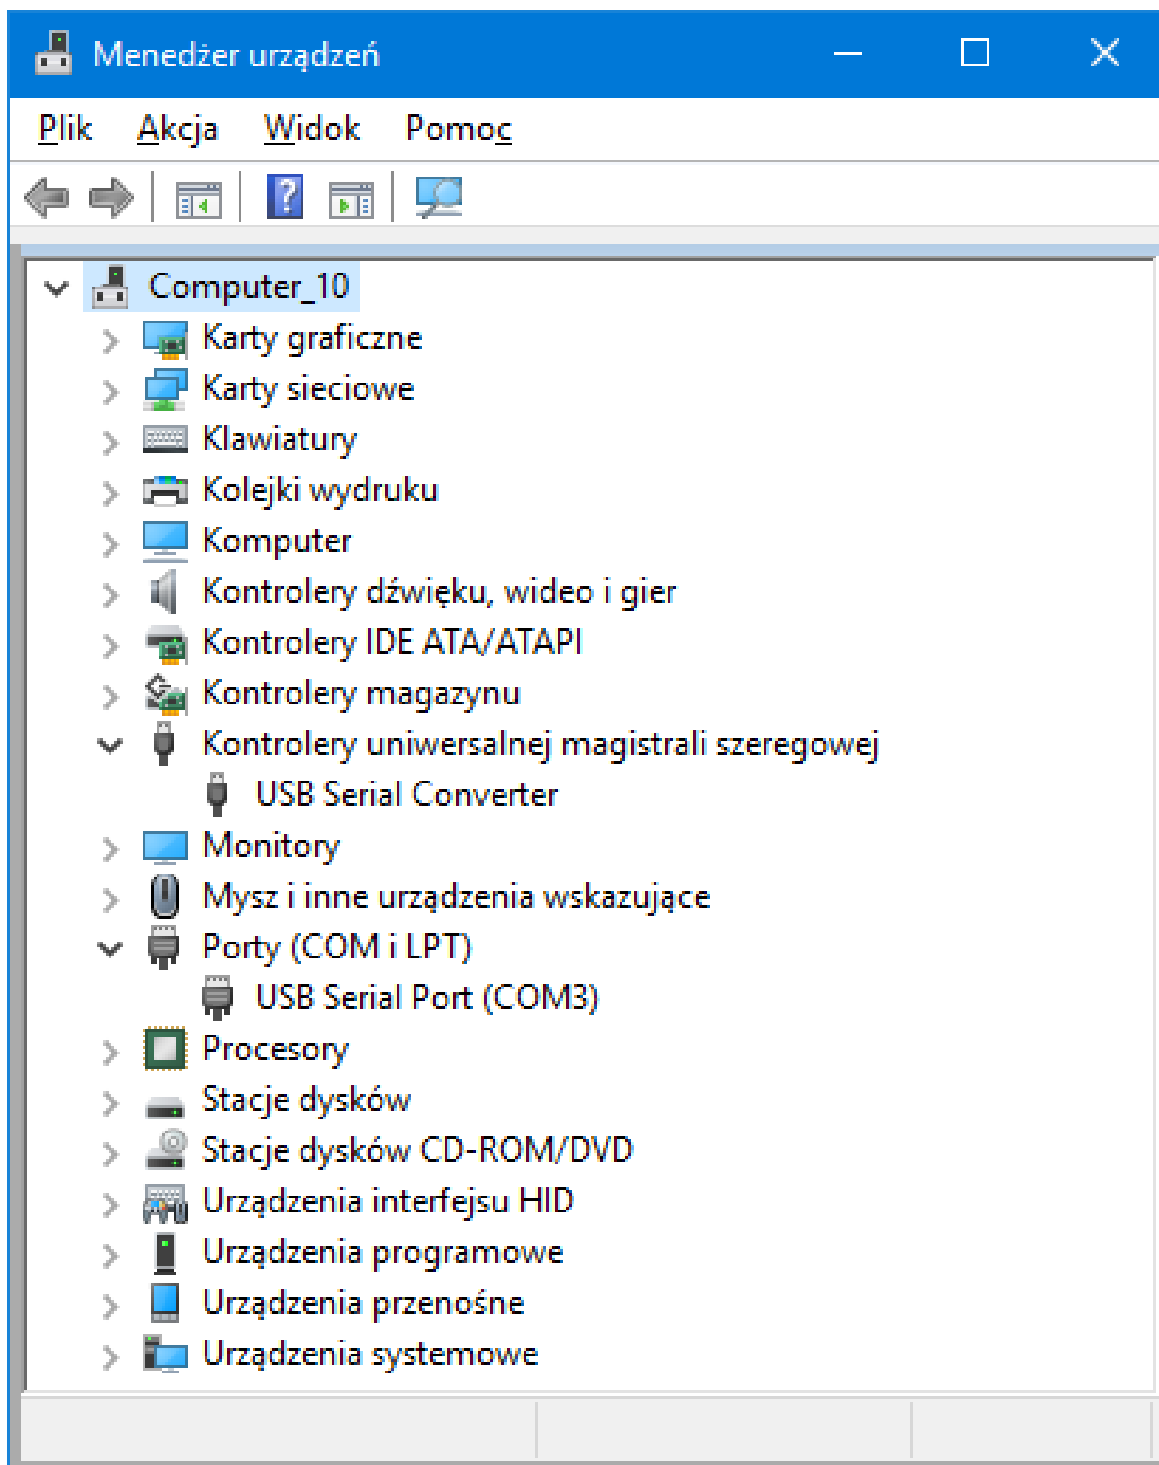 Menedżer urządzeń
Plik Akcja Widok Pomoc
Computer_10
Karty graficzne
Karty sieciowe
Klawiatury
Kolejki wydruku
Komputer
Kontrolery dźwięku, wideo i gier
Kontrolery IDE ATA/ATAPI
Kontrolery magazynu
Kontrolery uniwersalnej magistrali szeregowej
USB Serial Converter
Monitory
Mysz i inne urządzenia wskazujące
Porty (COM i LPT)
USB Serial Port (COM3)
Procesory
Stacje dysków
Stacje dysków CD-ROM/DVD
Urządzenia interfejsu HID
Urządzenia programowe
Urządzenia przenośne
Urządzenia systemowe